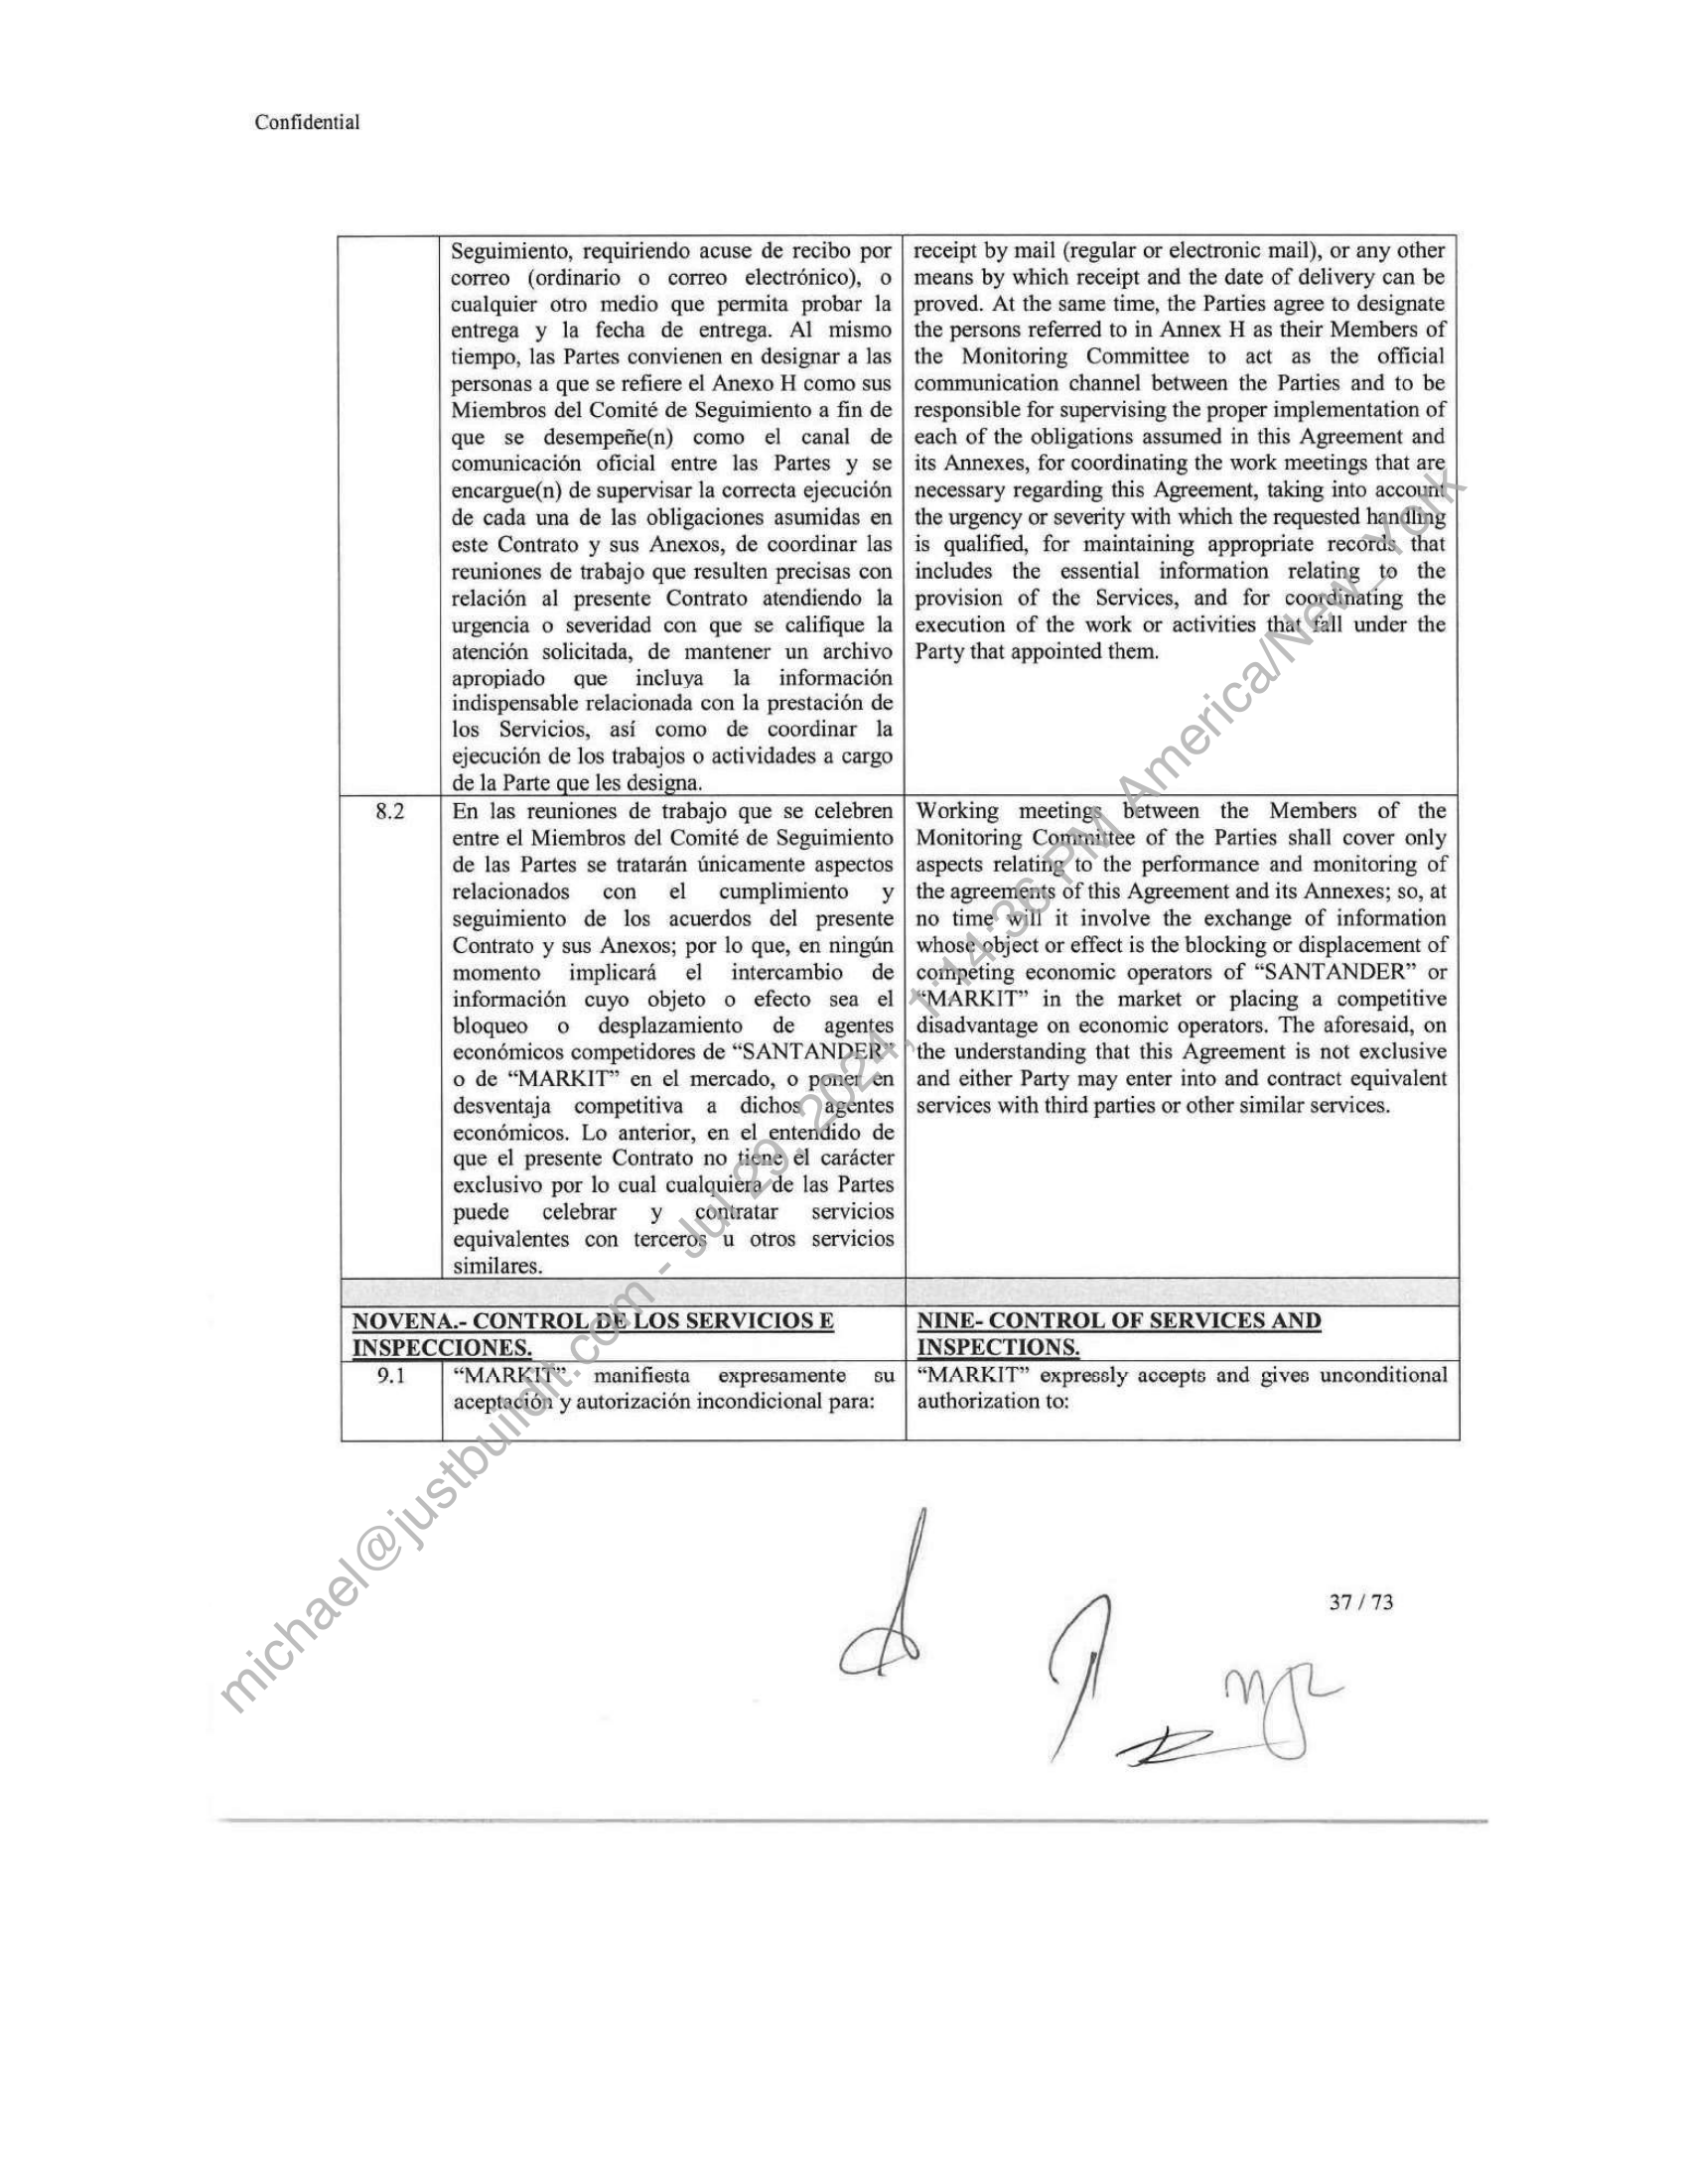 Confidential
Seguimiento, requiriendo acuse de recibo por
correo (ordinario o correo electrónico), o
cualquier otro medio que permita probar la
entrega y la fecha de entrega. Al mismo
tiempo, las Partes convienen en designar a las
personas a que se refiere el Anexo H como sus
Miembros del Comité de Seguimiento a fin de
que se desempeñe(n) como el canal de
comunicación oficial entre las Partes y se
encargue(n) de supervisar la correcta ejecución
de cada una de las obligaciones asumidas en
este Contrato y sus Anexos, de coordinar las
reuniones de trabajo que resulten precisas con
relación al presente Contrato atendiendo la
urgencia o severidad con que se califique la
atención solicitada, de mantener un archivo
apropiado que incluya la información
indispensable relacionada con la prestación de
los Servicios, así como de coordinar la
ejecución de los trabajos o actividades a cargo
de la Parte que les designa.
receipt by mail (regular or electronic mail), or any other
means by which receipt and the date of delivery can be
proved. At the same time, the Parties agree to designate
the persons referred to in Annex H as their Members of
the Monitoring Committee to act as the official
communication channel between the Parties and to be
responsible for supervising the proper implementation of
each of the obligations assumed in this Agreement and
its Annexes, for coordinating the work meetings that are
necessary regarding this Agreement, taking into account
the urgency or severity with which the requested handling
is qualified, for maintaining appropriate records that
includes the essential information relating to the
provision of the Services, and for coordinating the
execution of the work or activities that fall under the
Party that appointed them.
8.2
En las reuniones de trabajo que se celebren
entre el Miembros del Comité de Seguimiento
de las Partes se tratarán únicamente aspectos
relacionados con el cumplimiento y
seguimiento de los acuerdos del presente
Contrato y sus Anexos; por lo que, en ningún
momento implicará el intercambio de
información cuyo objeto o efecto sea el
bloqueo o desplazamiento de agentes
económicos competidores de “SANTANDER”
o de “MARKIT” en el mercado, o poner en
desventaja competitiva a dichos agentes
económicos. Lo anterior, en el entendido de
que el presente Contrato no tiene el carácter
exclusivo por lo cual cualquiera de las Partes
puede celebrar y contratar servicios
equivalentes con terceros u otros servicios
similares.
Working meetings between the Members of the
Monitoring Committee of the Parties shall cover only
aspects relating to the performance and monitoring of
the agreements of this Agreement and its Annexes; so, at
no time will it involve the exchange of information
whose object or effect is the blocking or displacement of
competing economic operators of “SANTANDER” or
“MARKIT” in the market or placing a competitive
disadvantage on economic operators. The aforesaid, on
the understanding that this Agreement is not exclusive
and either Party may enter into and contract equivalent
services with third parties or other similar services.
NOVENA.- CONTROL DE LOS SERVICIOS E
INSPECCIONES.
NINE- CONTROL OF SERVICES AND
INSPECTIONS.
9.1
“MARKIT” manifiesta expresamente su
aceptación y autorización incondicional para:
“MARKIT” expressly accepts and gives unconditional
authorization to:
37 / 73
michael@justbuildit.com - Jul 29, 2024, 1:14:36 PM America/New_York